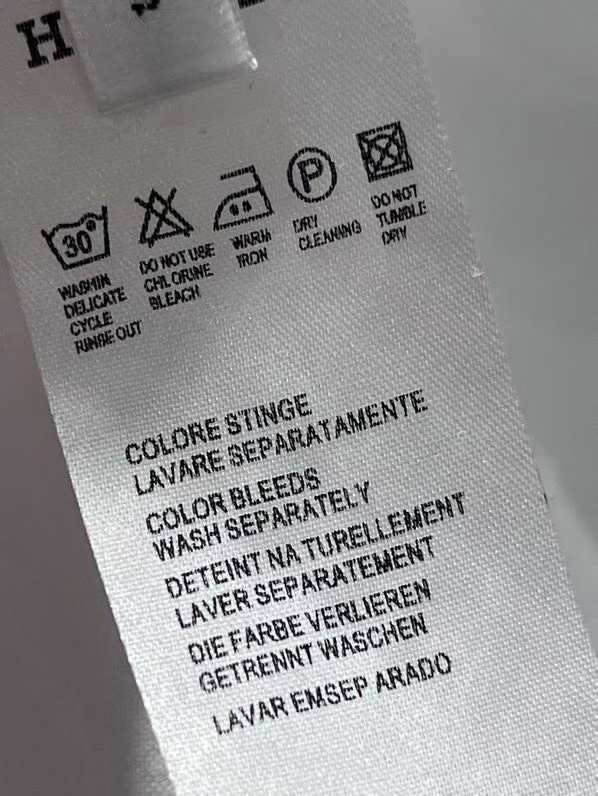 H
30°
P
WASHIN
DELICATE
CYCLE
RINSE OUT
DO NOT USE
CHLORINE
BLEACH
WARM
IRON
DRY
CLEANING
DO NOT
TUMBLE
DRY
COLORE STINGE
LAVARE SEPARATAMENTE
COLOR BLEEDS
WASH SEPARATELY
DETEINT NA TURELLEMENT
LAVER SEPARATEMENT
DIE FARBE VERLIEREN
GETRENNT WASCHEN
LAVAR EMSEP ARADO